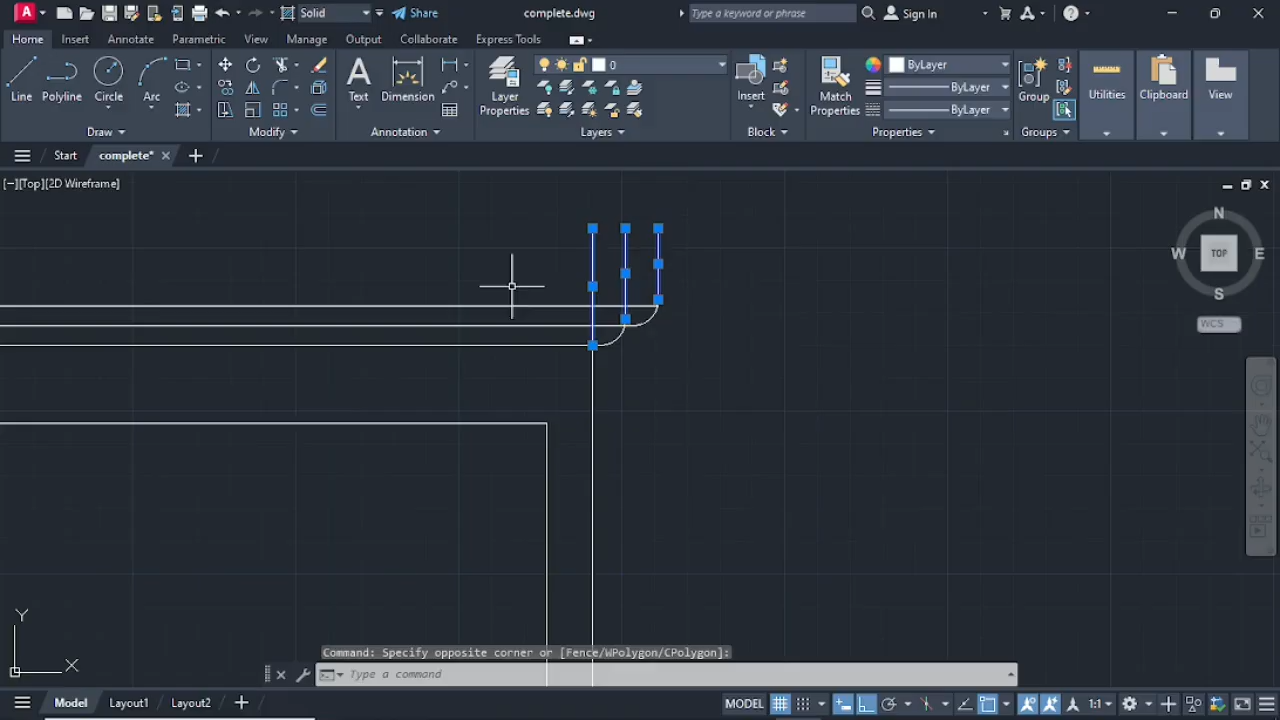 A Solid Share complete.dwg Type a keyword or phrase Sign In
Home Insert Annotate Parametric View Manage Output Collaborate Express Tools
0 ByLayer
Line Polyline Circle Arc Text Dimension Layer Properties Insert Match Properties ByLayer ByLayer Group Utilities Clipboard View
Draw Modify Annotation Layers Block Properties Groups
Start complete*
[−][Top][2D Wireframe]
N
W TOP E
S
WCS
Y
X
Command: Specify opposite corner or [Fence/WPolygon/CPolygon]:
Type a command
Model Layout1 Layout2 MODEL 1:1